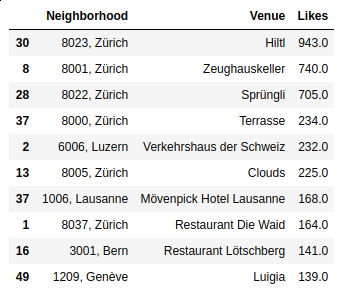 Neighborhood Venue Likes
30 8023, Zürich Hiltl 943.0
8 8001, Zürich Zeughauskeller 740.0
28 8022, Zürich Sprüngli 705.0
37 8000, Zürich Terrasse 234.0
2 6006, Luzern Verkehrshaus der Schweiz 232.0
13 8005, Zürich Clouds 225.0
37 1006, Lausanne Mövenpick Hotel Lausanne 168.0
1 8037, Zürich Restaurant Die Waid 164.0
16 3001, Bern Restaurant Lötschberg 141.0
49 1209, Genève Luigia 139.0